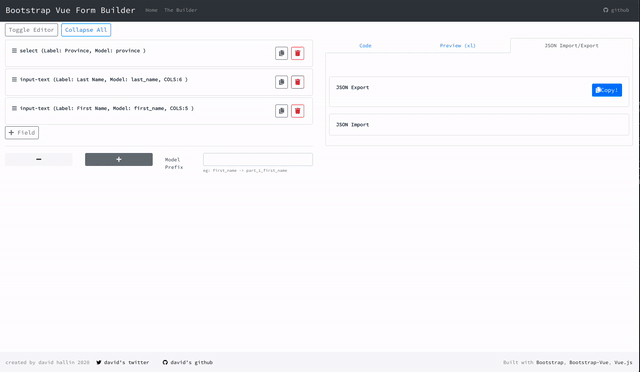 Bootstrap Vue Form Builder Home The Builder github
Toggle Editor Collapse All
select (Label: Province, Model: province )
input-text (Label: Last Name, Model: last_name, COLS:6 )
input-text (Label: First Name, Model: first_name, COLS:5 )
+ Field
− + Model Prefix
eg: First_name -> part_1_first_name
Code Preview (xl) JSON Import/Export
JSON Export Copy!
JSON Import
created by david hallin 2020 david's twitter david's github Built with Bootstrap, Bootstrap-Vue, Vue.js